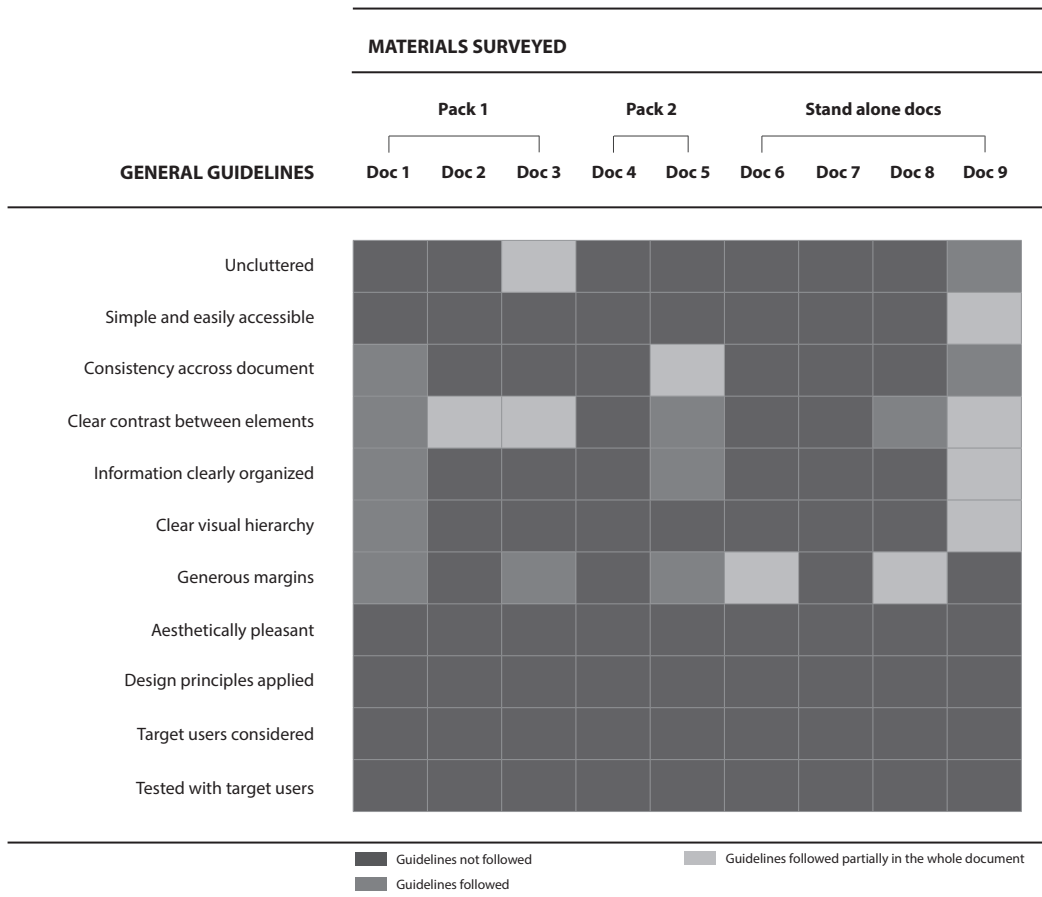 MATERIALS SURVEYED
Pack 1 Pack 2 Stand alone docs
GENERAL GUIDELINES Doc 1 Doc 2 Doc 3 Doc 4 Doc 5 Doc 6 Doc 7 Doc 8 Doc 9
Uncluttered
Simple and easily accessible
Consistency accross document
Clear contrast between elements
Information clearly organized
Clear visual hierarchy
Generous margins
Aesthetically pleasant
Design principles applied
Target users considered
Tested with target users
Guidelines not followed Guidelines followed partially in the whole document
Guidelines followed